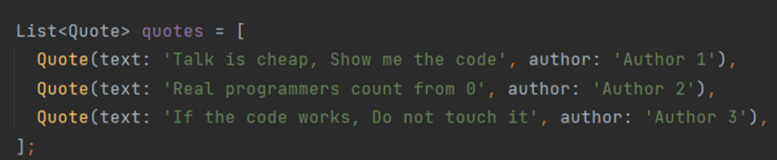 List<Quote> quotes = [
Quote(text: 'Talk is cheap, Show me the code', author: 'Author 1'),
Quote(text: 'Real programmers count from 0', author: 'Author 2'),
Quote(text: 'If the code works, Do not touch it', author: 'Author 3'),
];